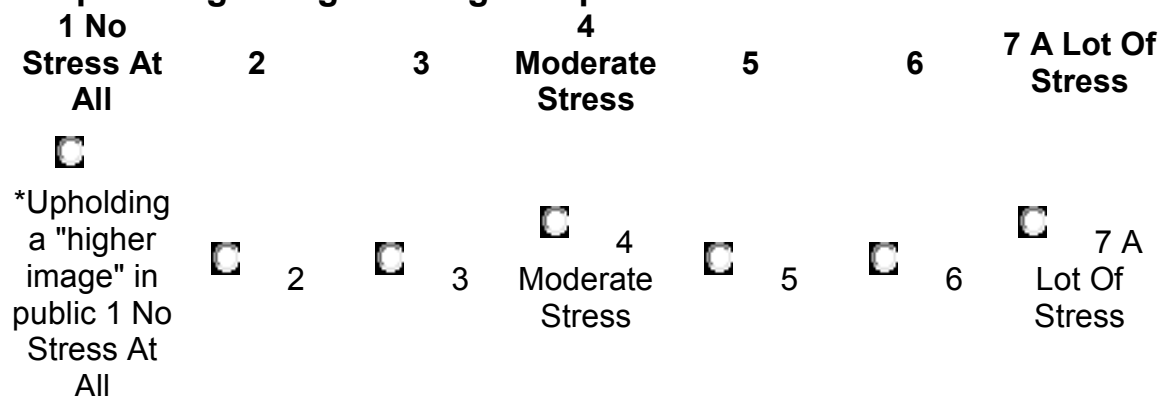 1 No Stress At All 2 3 4 Moderate Stress 5 6 7 A Lot Of Stress
*Upholding a "higher image" in public 1 No Stress At All
2
3
4 Moderate Stress
5
6
7 A Lot Of Stress